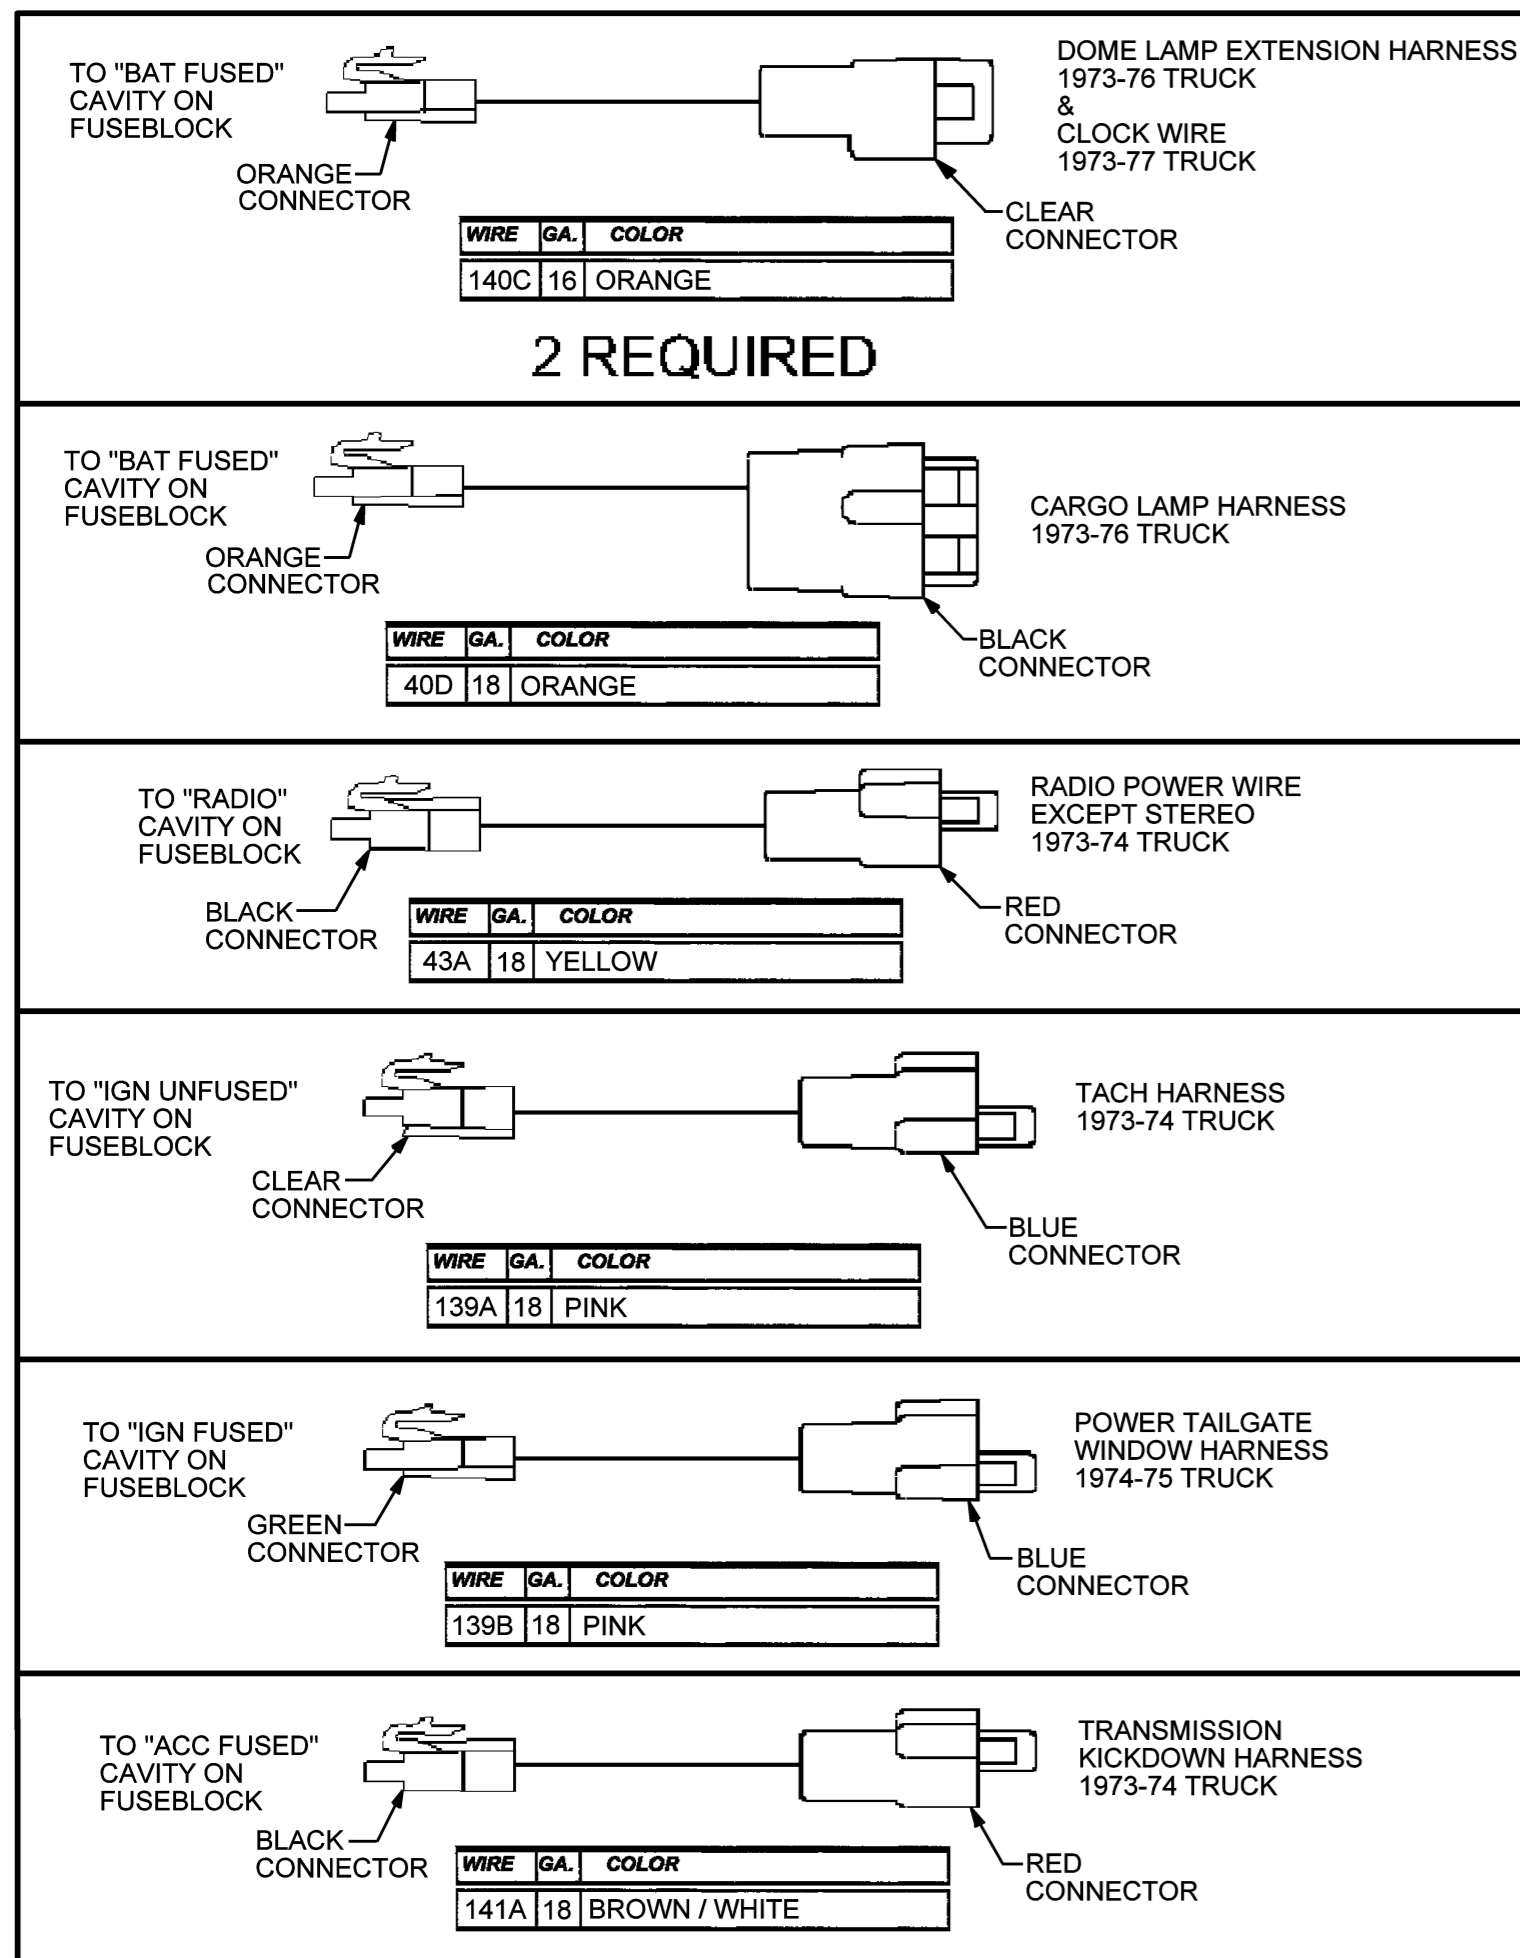 TO "BAT FUSED"
CAVITY ON
FUSEBLOCK
ORANGE
CONNECTOR
DOME LAMP EXTENSION HARNESS
1973-76 TRUCK
&
CLOCK WIRE
1973-77 TRUCK
CLEAR
CONNECTOR
WIRE GA. COLOR
140C 16 ORANGE
2 REQUIRED
TO "BAT FUSED"
CAVITY ON
FUSEBLOCK
ORANGE
CONNECTOR
CARGO LAMP HARNESS
1973-76 TRUCK
BLACK
CONNECTOR
WIRE GA. COLOR
40D 18 ORANGE
TO "RADIO"
CAVITY ON
FUSEBLOCK
BLACK
CONNECTOR
RADIO POWER WIRE
EXCEPT STEREO
1973-74 TRUCK
RED
CONNECTOR
WIRE GA. COLOR
43A 18 YELLOW
TO "IGN UNFUSED"
CAVITY ON
FUSEBLOCK
CLEAR
CONNECTOR
TACH HARNESS
1973-74 TRUCK
BLUE
CONNECTOR
WIRE GA. COLOR
139A 18 PINK
TO "IGN FUSED"
CAVITY ON
FUSEBLOCK
GREEN
CONNECTOR
POWER TAILGATE
WINDOW HARNESS
1974-75 TRUCK
BLUE
CONNECTOR
WIRE GA. COLOR
139B 18 PINK
TO "ACC FUSED"
CAVITY ON
FUSEBLOCK
BLACK
CONNECTOR
TRANSMISSION
KICKDOWN HARNESS
1973-74 TRUCK
RED
CONNECTOR
WIRE GA. COLOR
141A 18 BROWN / WHITE